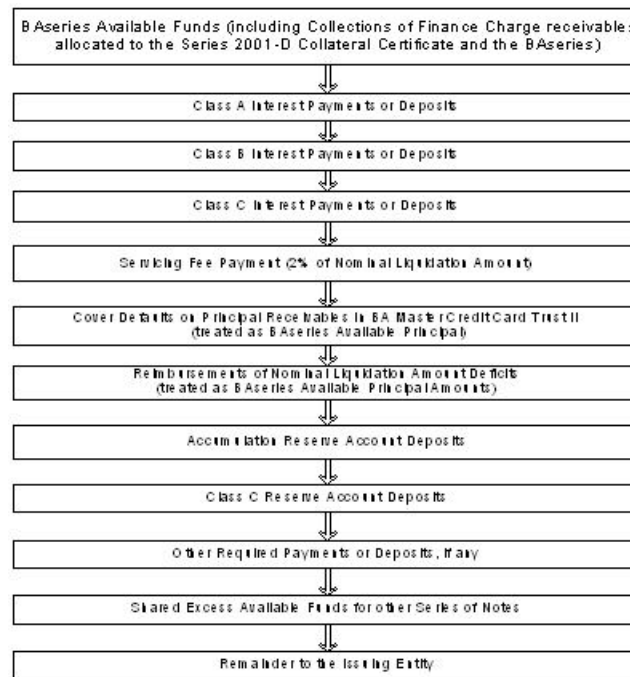 BAseries Available Funds (including Collections of Finance Charge receivables
allocated to the Series 2001-D Collateral Certificate and the BAseries)
Class A Interest Payments or Deposits
Class B Interest Payments or Deposits
Class C Interest Payments or Deposits
Servicing Fee Payment (2% of Nominal Liquidation Amount)
Cover Defaults on Principal Receivables in BA Master Credit Card Trust II
(treated as BAseries Available Principal)
Reimbursements of Nominal Liquidation Amount Deficits
(treated as BAseries Available Principal Amounts)
Accumulation Reserve Account Deposits
Class C Reserve Account Deposits
Other Required Payments or Deposits, if any
Shared Excess Available Funds for other Series of Notes
Remainder to the Issuing Entity